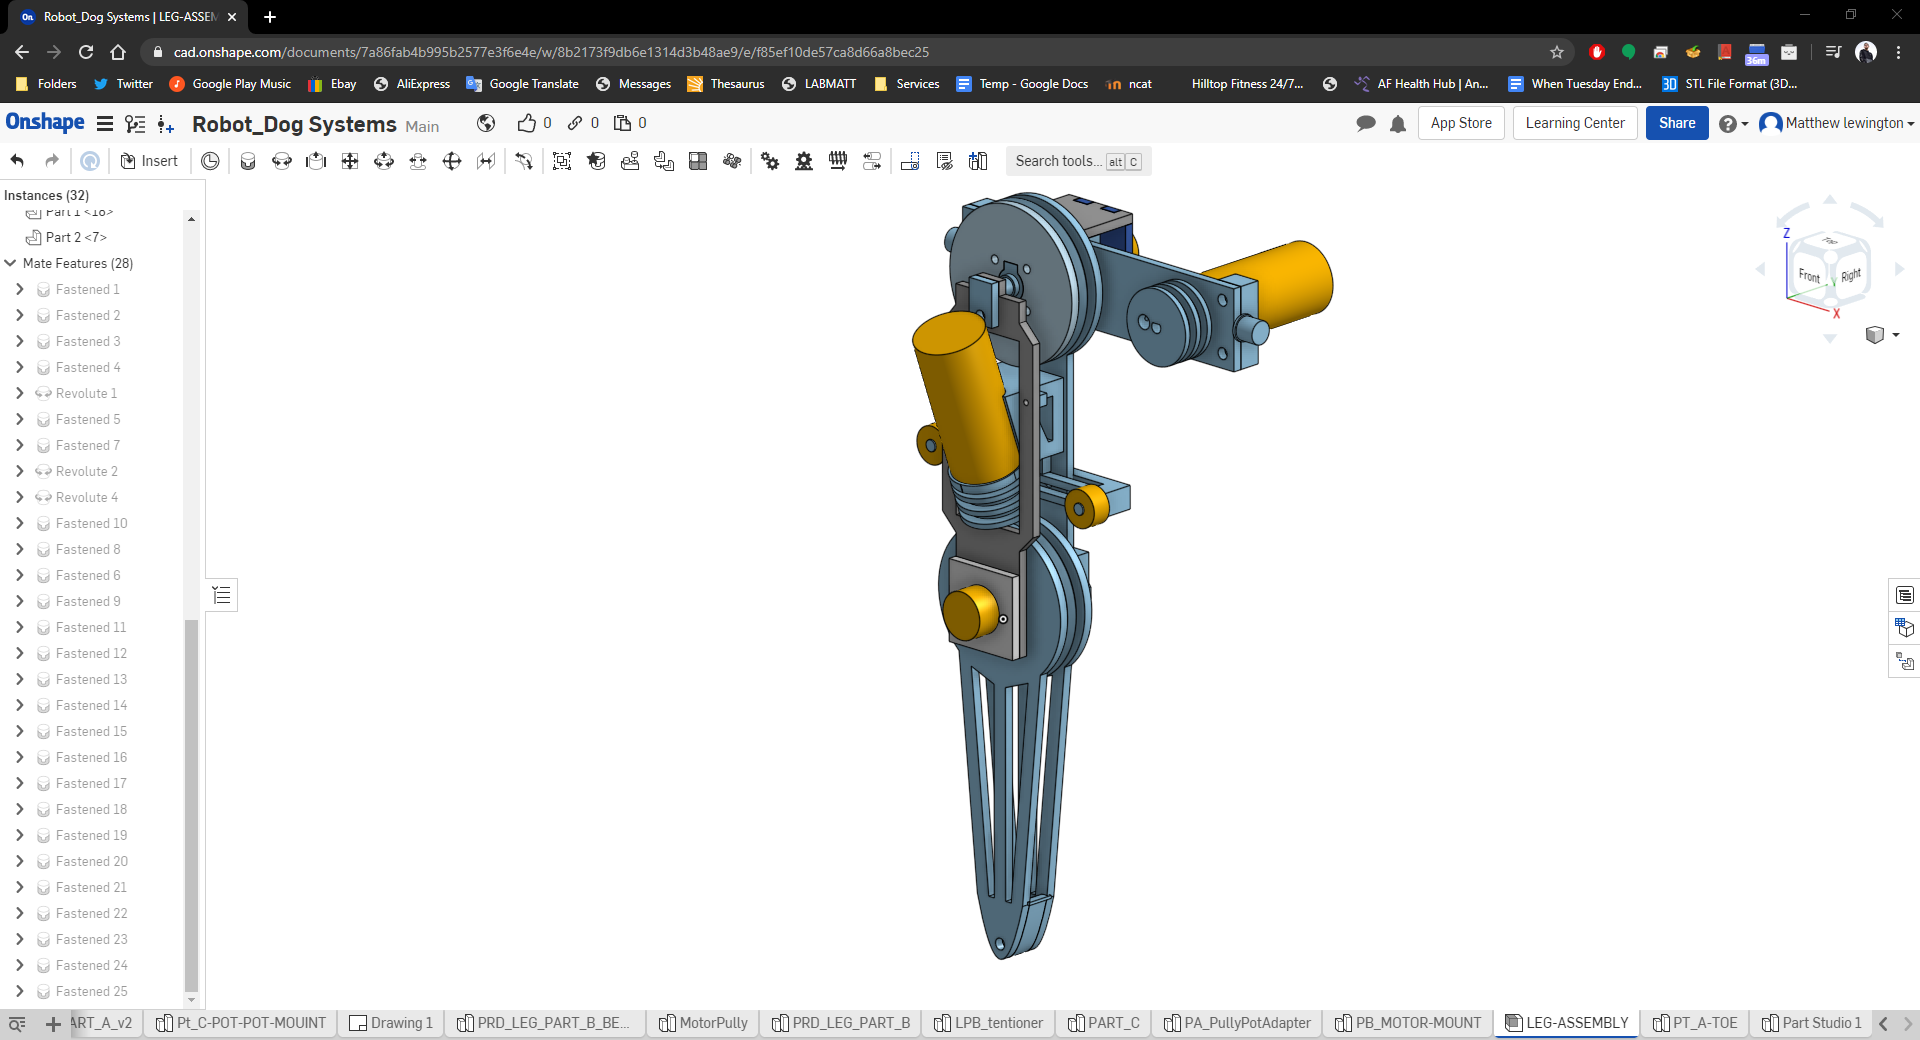 Robot_Dog Systems | LEG-ASSEM
cad.onshape.com/documents/7a86fab4b995b2577e3f6e4e/w/8b2173f9db6e1314d3b48ae9/e/f85ef10de57ca8d66a8bec25
36m
Folders Twitter Google Play Music Ebay AliExpress Google Translate Messages Thesaurus LABMATT Services Temp - Google Docs ncat Hilltop Fitness 24/7... AF Health Hub | An... When Tuesday End... 3D STL File Format (3D...
Onshape Robot_Dog Systems Main 0 0 0 App Store Learning Center Share Matthew lewington
Insert Search tools... alt C
Instances (32)
Part 1 <18>
Part 2 <7>
Mate Features (28)
Fastened 1
Fastened 2
Fastened 3
Fastened 4
Revolute 1
Fastened 5
Fastened 7
Revolute 2
Revolute 4
Fastened 10
Fastened 8
Fastened 6
Fastened 9
Fastened 11
Fastened 12
Fastened 13
Fastened 14
Fastened 15
Fastened 16
Fastened 17
Fastened 18
Fastened 19
Fastened 20
Fastened 21
Fastened 22
Fastened 23
Fastened 24
Fastened 25
Z
Top
Front Right
Y
X
ART_A_v2 Pt_C-POT-POT-MOUINT Drawing 1 PRD_LEG_PART_B_BE... MotorPully PRD_LEG_PART_B LPB_tentioner PART_C PA_PullyPotAdapter PB_MOTOR-MOUNT LEG-ASSEMBLY PT_A-TOE Part Studio 1